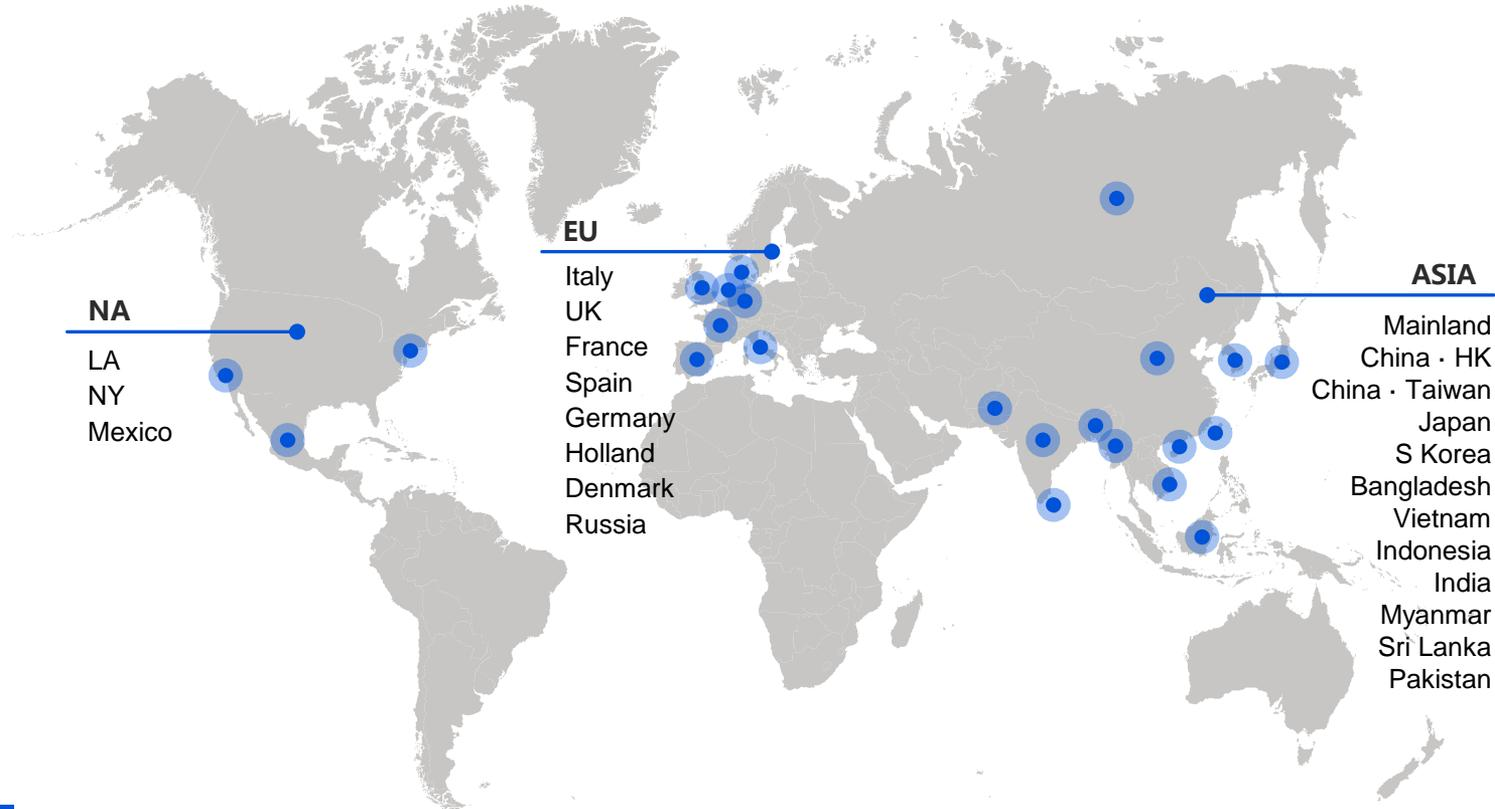 NA
LA
NY
Mexico
EU
Italy
UK
France
Spain
Germany
Holland
Denmark
Russia
ASIA
Mainland
China · HK
China · Taiwan
Japan
S Korea
Bangladesh
Vietnam
Indonesia
India
Myanmar
Sri Lanka
Pakistan